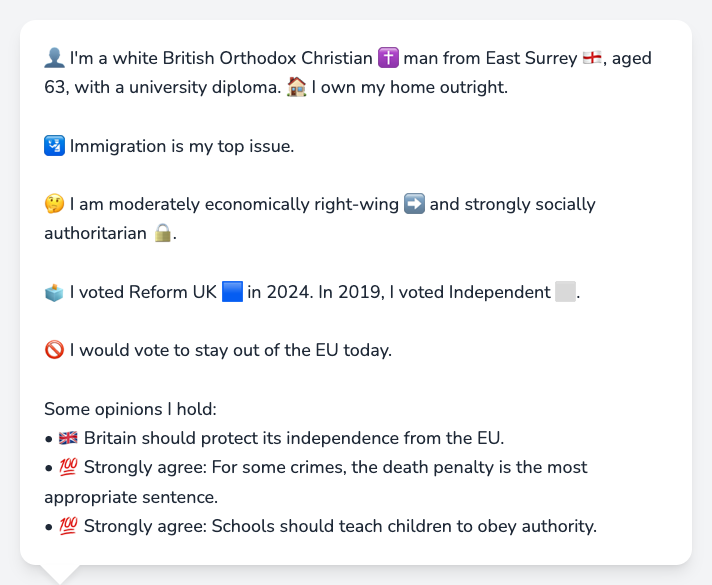 👤 I'm a white British Orthodox Christian ✝️ man from East Surrey 🏴󠁧󠁢󠁥󠁮󠁧󠁿, aged
63, with a university diploma. 🏠 I own my home outright.
🛂 Immigration is my top issue.
🤔 I am moderately economically right-wing ➡️ and strongly socially
authoritarian 🔒.
🗳️ I voted Reform UK 🟦 in 2024. In 2019, I voted Independent ⬜.
🚫 I would vote to stay out of the EU today.
Some opinions I hold:
• 🇬🇧 Britain should protect its independence from the EU.
• 💯 Strongly agree: For some crimes, the death penalty is the most
appropriate sentence.
• 💯 Strongly agree: Schools should teach children to obey authority.